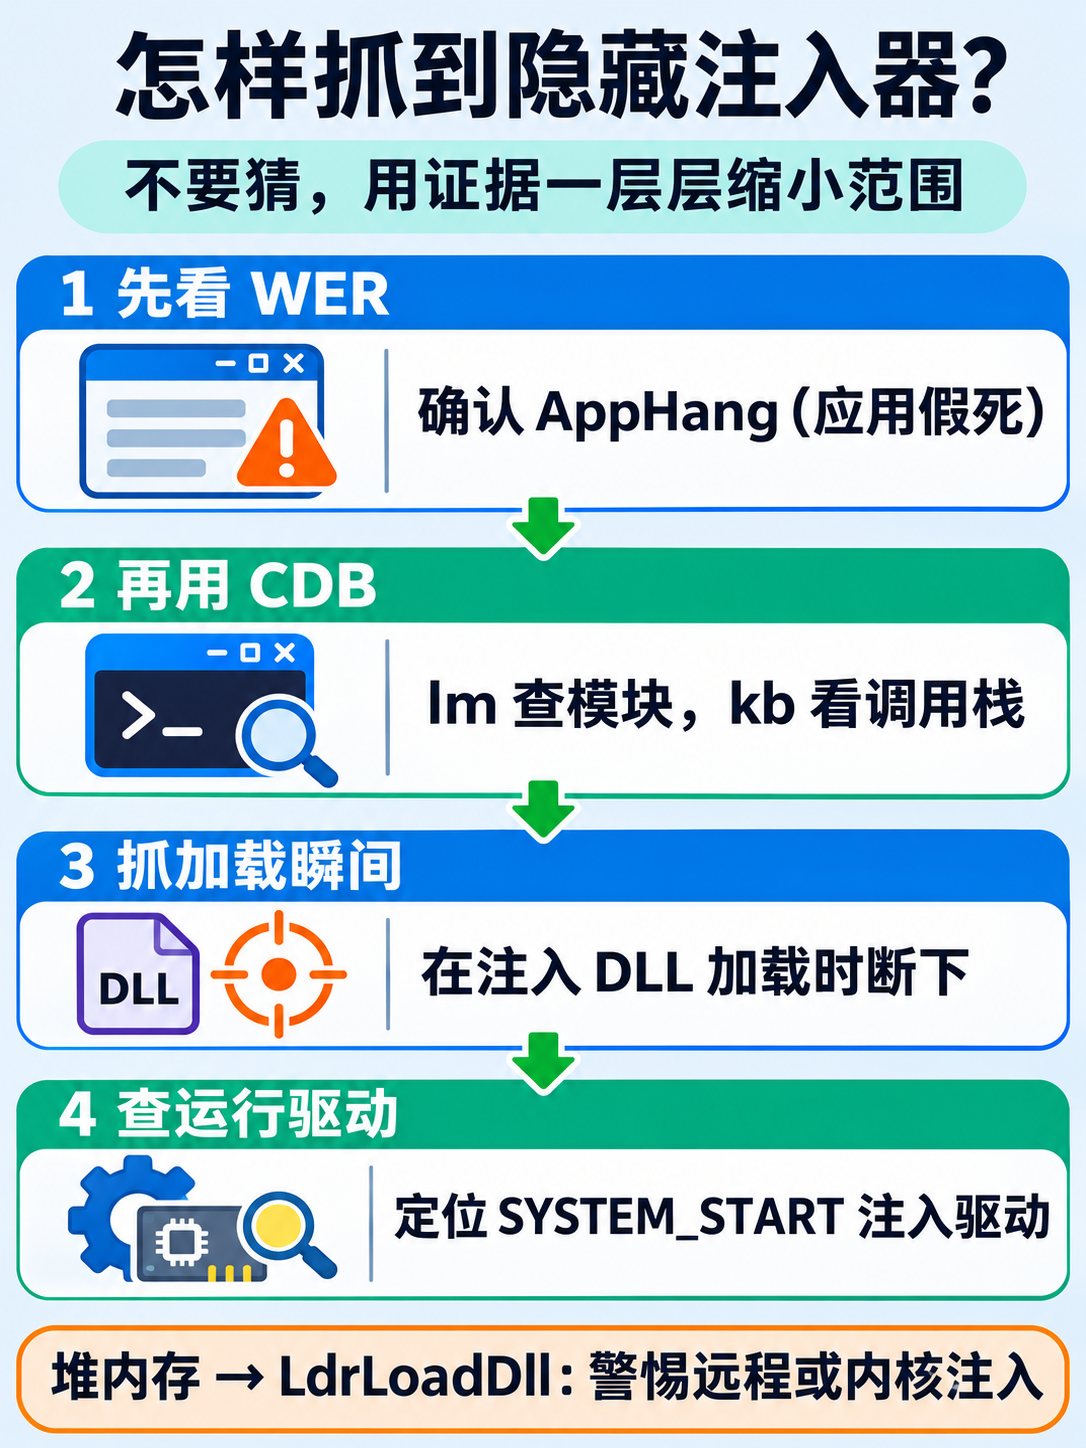 怎样抓到隐藏注入器?
不要猜，用证据一层层缩小范围
1 先看 WER
确认 AppHang（应用假死）
2 再用 CDB
>_
lm 查模块，kb 看调用栈
3 抓加载瞬间
DLL
在注入 DLL 加载时断下
4 查运行驱动
定位 SYSTEM_START 注入驱动
堆内存 → LdrLoadDll：警惕远程或内核注入